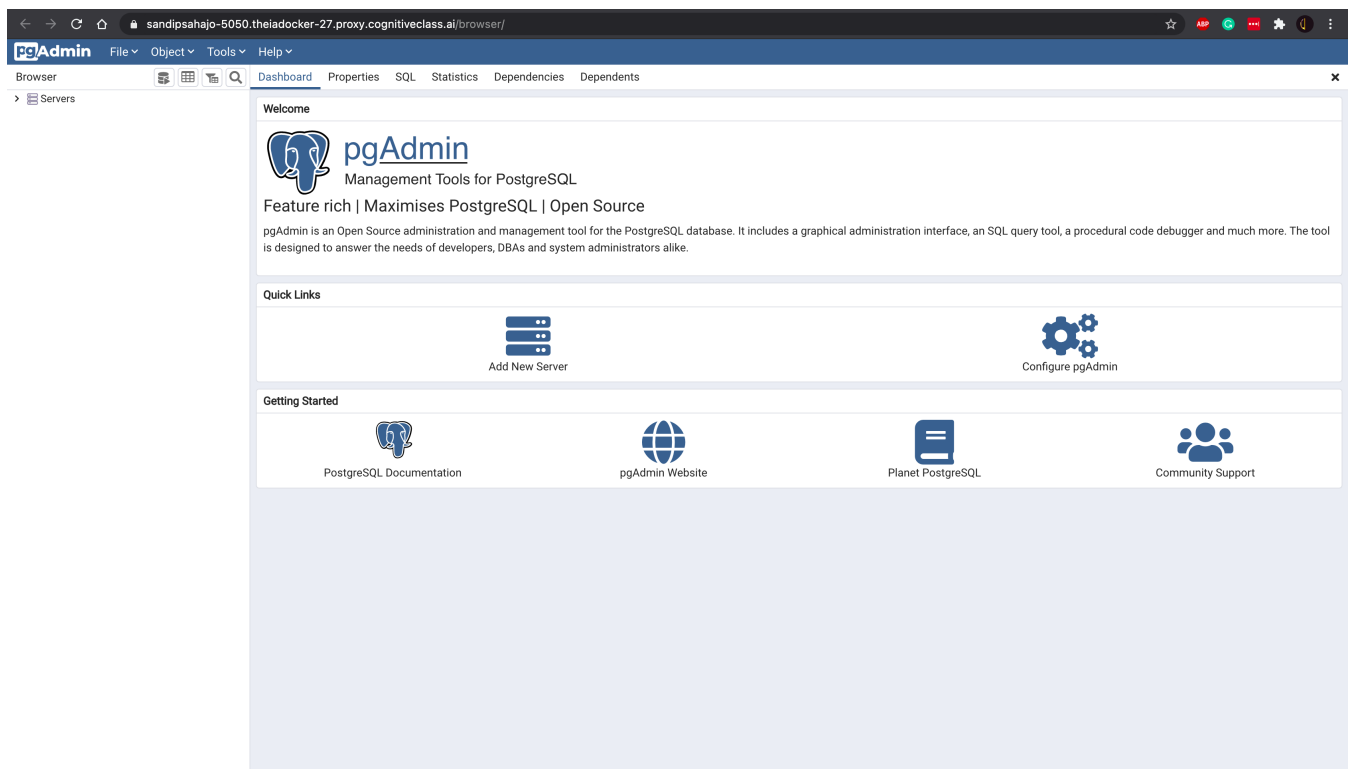 sandipsahajo-5050.theiadocker-27.proxy.cognitiveclass.ai/browser/
ABP
pgAdmin File Object Tools Help
Browser
Dashboard Properties SQL Statistics Dependencies Dependents
Servers
Welcome
pgAdmin
Management Tools for PostgreSQL
Feature rich | Maximises PostgreSQL | Open Source
pgAdmin is an Open Source administration and management tool for the PostgreSQL database. It includes a graphical administration interface, an SQL query tool, a procedural code debugger and much more. The tool
is designed to answer the needs of developers, DBAs and system administrators alike.
Quick Links
Add New Server
Configure pgAdmin
Getting Started
PostgreSQL Documentation
pgAdmin Website
Planet PostgreSQL
Community Support